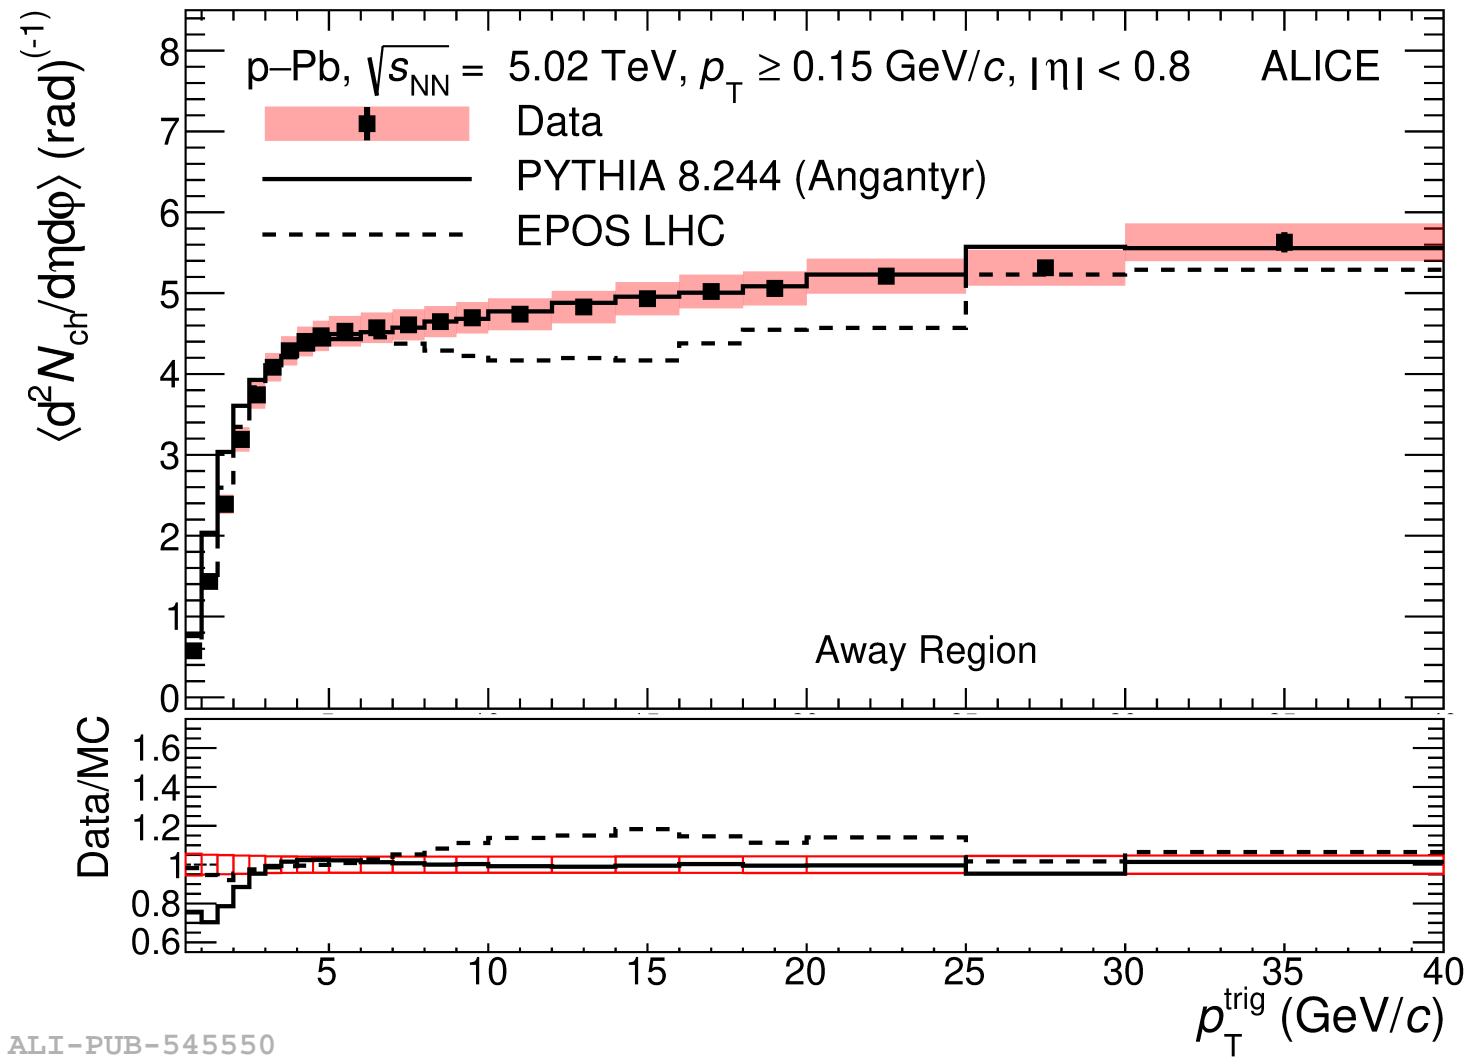 p–Pb, √sNN = 5.02 TeV, pT ≥ 0.15 GeV/c, |η| < 0.8 ALICE
Data
PYTHIA 8.244 (Angantyr)
EPOS LHC
⟨d²Nch/dηdφ⟩ (rad)(-1)
8
7
6
5
4
3
2
1
0
Away Region
Data/MC
1.6
1.4
1.2
1
0.8
0.6
5 10 15 20 25 30 35 40
pTtrig (GeV/c)
ALI-PUB-545550